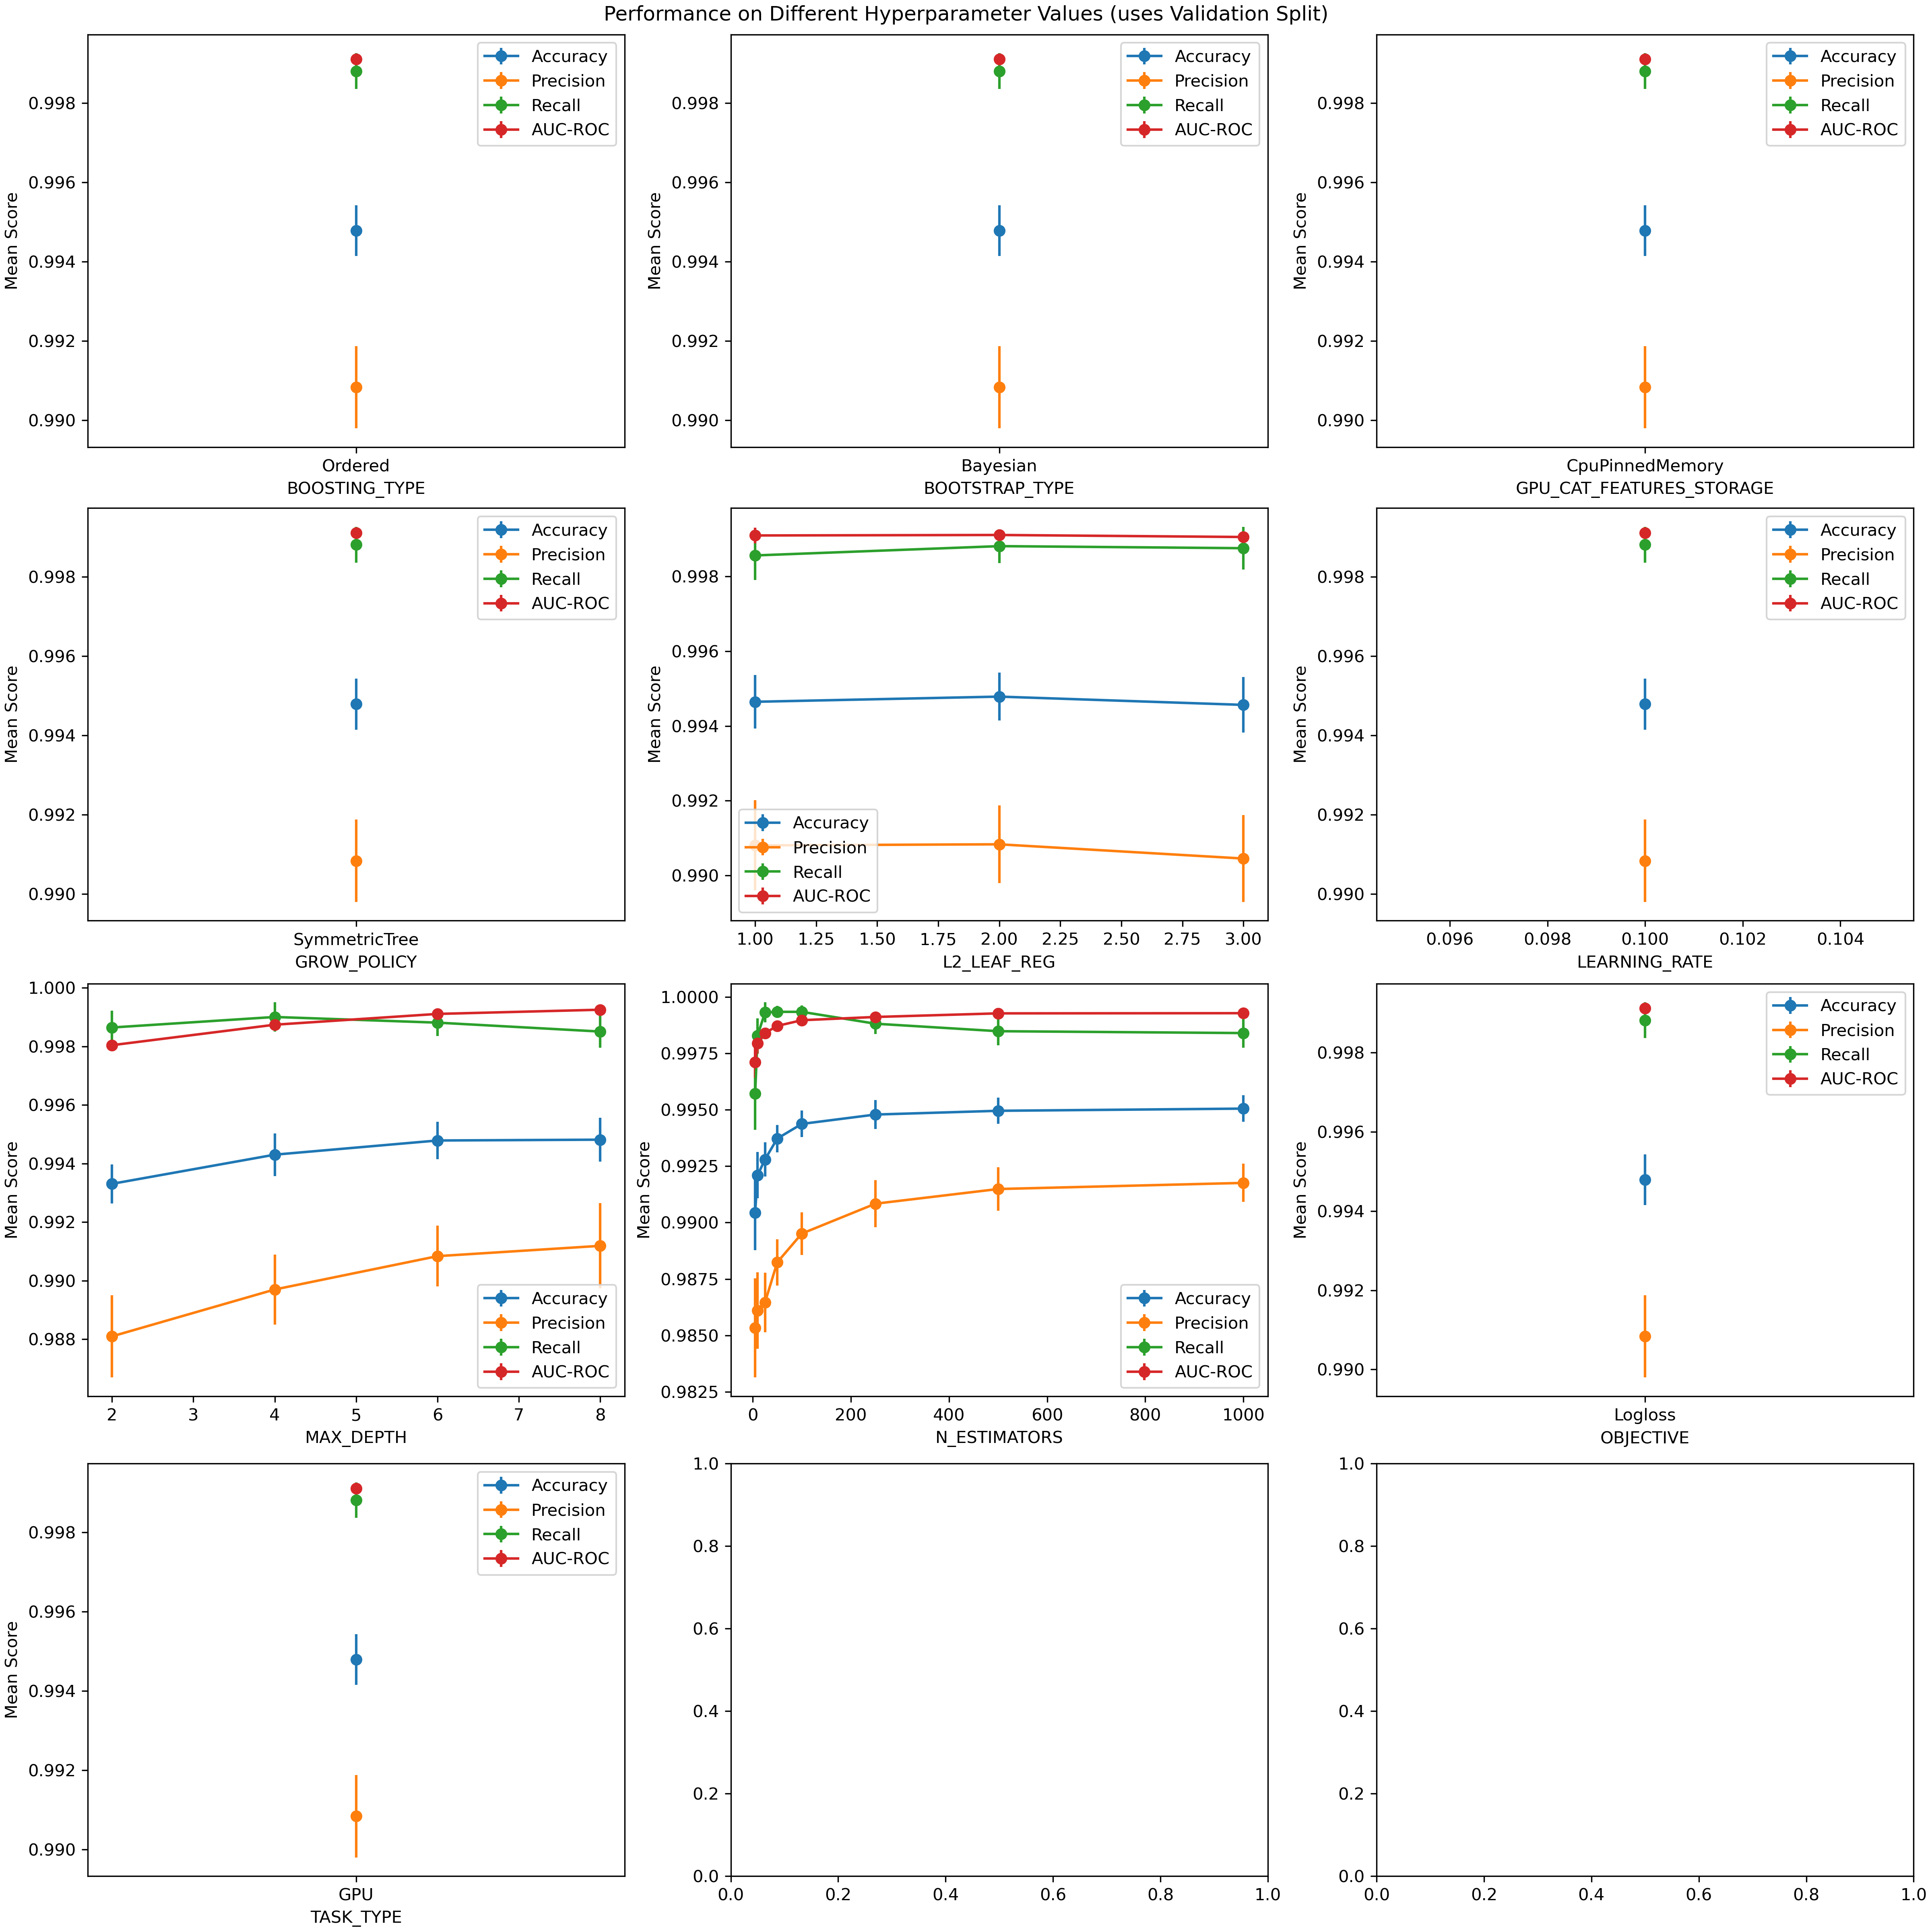 Performance on Different Hyperparameter Values (uses Validation Split)
Mean Score
0.998
0.996
0.994
0.992
0.990
Accuracy
Precision
Recall
AUC-ROC
Ordered
BOOSTING_TYPE
Mean Score
0.998
0.996
0.994
0.992
0.990
Accuracy
Precision
Recall
AUC-ROC
Bayesian
BOOTSTRAP_TYPE
Mean Score
0.998
0.996
0.994
0.992
0.990
Accuracy
Precision
Recall
AUC-ROC
CpuPinnedMemory
GPU_CAT_FEATURES_STORAGE
Mean Score
0.998
0.996
0.994
0.992
0.990
Accuracy
Precision
Recall
AUC-ROC
SymmetricTree
GROW_POLICY
Mean Score
0.998
0.996
0.994
0.992
0.990
Accuracy
Precision
Recall
AUC-ROC
1.00 1.25 1.50 1.75 2.00 2.25 2.50 2.75 3.00
L2_LEAF_REG
Mean Score
0.998
0.996
0.994
0.992
0.990
Accuracy
Precision
Recall
AUC-ROC
0.096 0.098 0.100 0.102 0.104
LEARNING_RATE
Mean Score
1.000
0.998
0.996
0.994
0.992
0.990
0.988
Accuracy
Precision
Recall
AUC-ROC
2 3 4 5 6 7 8
MAX_DEPTH
Mean Score
1.0000
0.9975
0.9950
0.9925
0.9900
0.9875
0.9850
0.9825
Accuracy
Precision
Recall
AUC-ROC
0 200 400 600 800 1000
N_ESTIMATORS
Mean Score
0.998
0.996
0.994
0.992
0.990
Accuracy
Precision
Recall
AUC-ROC
Logloss
OBJECTIVE
Mean Score
0.998
0.996
0.994
0.992
0.990
Accuracy
Precision
Recall
AUC-ROC
GPU
TASK_TYPE
1.0
0.8
0.6
0.4
0.2
0.0
0.0 0.2 0.4 0.6 0.8 1.0
1.0
0.8
0.6
0.4
0.2
0.0
0.0 0.2 0.4 0.6 0.8 1.0